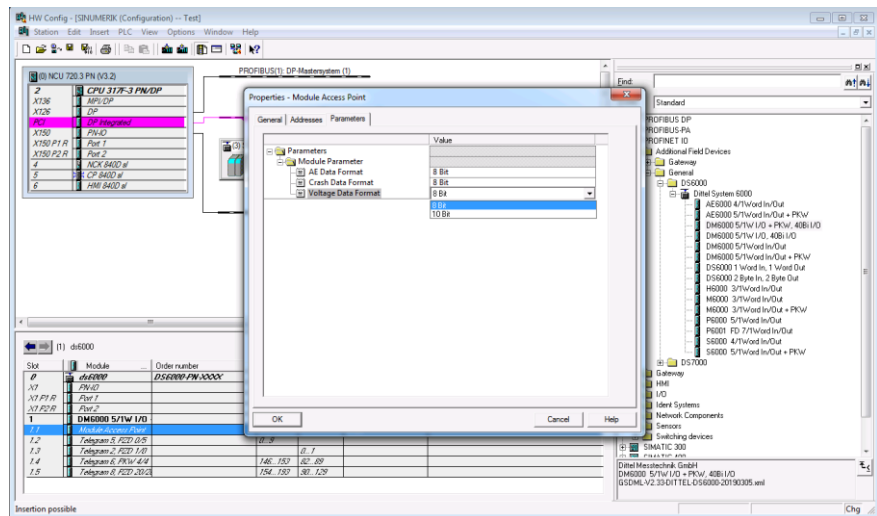 HW Config - [SINUMERIK (Configuration) -- Test]
Station Edit Insert PLC View Options Window Help
(0) NCU 720.3 PN (V3.2)
2 CPU 317F-3 PN/DP
X136 MPI/DP
X126 DP
PCI DP Integrated
X150 PN-IO
X150 P1 R Port 1
X150 P2 R Port 2
4 NCK 840D sl
5 CP 840D sl
6 HMI 840D sl
PROFIBUS(1): DP-Mastersystem (1)
(3)
Properties - Module Access Point
General Addresses Parameters
Value
Parameters
Module Parameter
AE Data Format 8 Bit
Crash Data Format 8 Bit
Voltage Data Format 8 Bit
8 Bit
10 Bit
OK Cancel Help
Find:
Standard
PROFIBUS DP
PROFIBUS-PA
PROFINET IO
Additional Field Devices
Gateway
General
DS6000
Dittel System 6000
AE6000 4/1Word In/Out
AE6000 5/1Word In/Out + PKW
DM6000 5/1W I/O + PKW, 40Bi I/O
DM6000 5/1W I/O, 40Bi I/O
DM6000 5/1Word In/Out
DM6000 5/1Word In/Out + PKW
DS6000 1 Word In, 1 Word Out
DS6000 2 Byte In, 2 Byte Out
H6000 3/1Word In/Out
M6000 3/1Word In/Out
M6000 3/1Word In/Out + PKW
P6000 5/1Word In/Out
P6001 FD 7/1Word In/Out
S6000 4/1Word In/Out
S6000 5/1Word In/Out + PKW
DS7000
Gateway
HMI
I/O
Ident Systems
Network Components
Sensors
Switching devices
SIMATIC 300
SIMATIC 400
Dittel Messtechnik GmbH
DM6000 5/1W I/O + PKW, 40Bi I/O
GSDML-V2.33-DITTEL-DS6000-20190305.xml
(1) ds6000
Slot Module ... Order number
0 ds6000 DS6000-PN-XXXX
X1 PN-IO
X1 P1 R Port 1
X1 P2 R Port 2
1 DM6000 5/1W I/O
1.1 Module Access Point
1.2 Telegram 5, PZD 0/5 0...9
1.3 Telegram 2, PZD 1/0 0...1
1.4 Telegram 6, PKW 4/4 146...153 82...89
1.5 Telegram 8, PZD 20/2 154...193 90...129
Insertion possible Chg